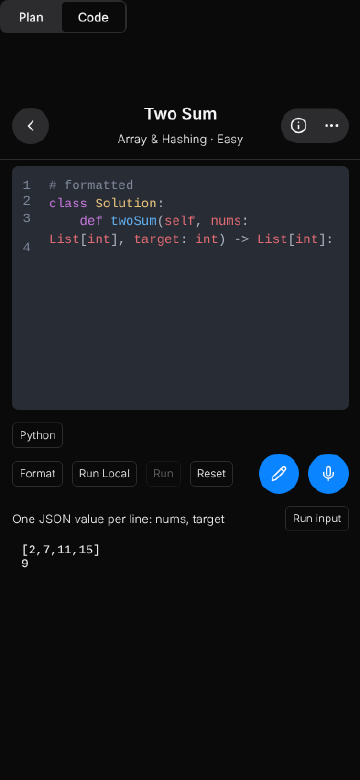 Plan Code
Two Sum
Array & Hashing · Easy
1 # formatted
2 class Solution:
3     def twoSum(self, nums:
List[int], target: int) -> List[int]:
4
Python
Format Run Local Run Reset
One JSON value per line: nums, target Run input
[2,7,11,15]
9